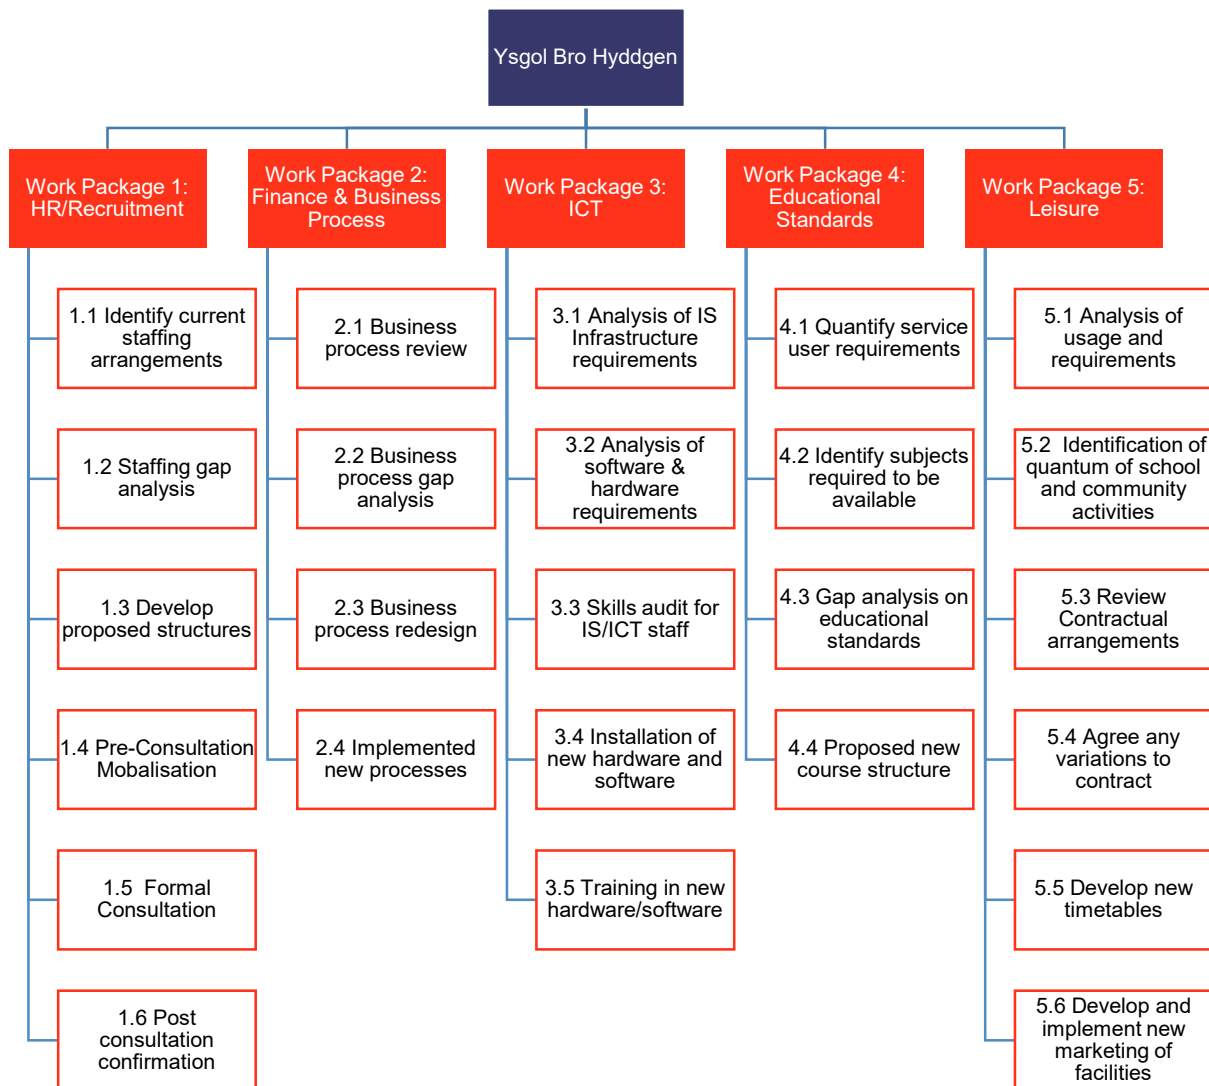 Ysgol Bro Hyddgen
Work Package 1:
HR/Recruitment
Work Package 2:
Finance & Business
Process
Work Package 3:
ICT
Work Package 4:
Educational
Standards
Work Package 5:
Leisure
1.1 Identify current
staffing
arrangements
1.2 Staffing gap
analysis
1.3 Develop
proposed structures
1.4 Pre-Consultation
Mobalisation
1.5 Formal
Consultation
1.6 Post
consultation
confirmation
2.1 Business
process review
2.2 Business
process gap
analysis
2.3 Business
process redesign
2.4 Implemented
new processes
3.1 Analysis of IS
Infrastructure
requirements
3.2 Analysis of
software &
hardware
requirements
3.3 Skills audit for
IS/ICT staff
3.4 Installation of
new hardware and
software
3.5 Training in new
hardware/software
4.1 Quantify service
user requirements
4.2 Identify subjects
required to be
available
4.3 Gap analysis on
educational
standards
4.4 Proposed new
course structure
5.1 Analysis of
usage and
requirements
5.2 Identification of
quantum of school
and community
activities
5.3 Review
Contractual
arrangements
5.4 Agree any
variations to
contract
5.5 Develop new
timetables
5.6 Develop and
implement new
marketing of
facilities